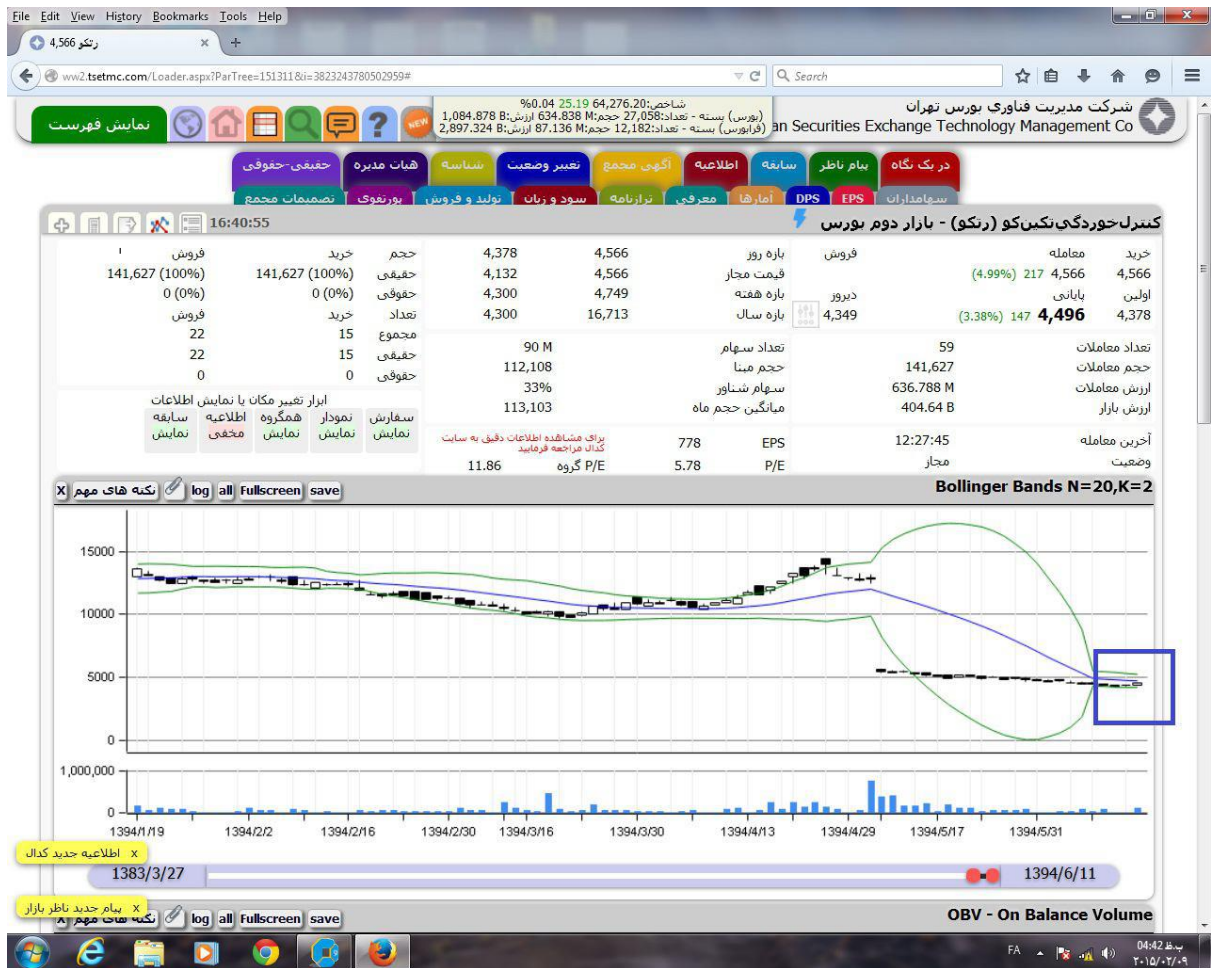 File Edit View History Bookmarks Tools Help
رتکو 4,566 × +
ww2.tsetmc.com/Loader.aspx?ParTree=151311&i=3823243780502959# Search
شرکت مدیریت فناوری بورس تهران
an Securities Exchange Technology Management Co
شاخص:64,276.20 25.19 0.04%
(بورس) بسته - تعداد:27,058 حجم:634.838 M ارزش:1,084.878 B
(فرابورس) بسته - تعداد:12,182 حجم:87.136 M ارزش:2,897.324 B
NEW ? نمایش فهرست
در یک نگاه پیام ناظر سابقه اطلاعیه آگهی مجمع تغییر وضعیت شناسه هیات مدیره حقیقی-حقوقی
سهامداران EPS DPS آمارها معرفی ترازنامه سود و زیان تولید و فروش پورتفوی تصمیمات مجمع
کنترل‌خوردگی‌تکین‌کو (رتکو) - بازار دوم بورس 16:40:55
خرید معامله فروش
4,566 4,566 217 (4.99%)
اولین پایانی دیروز
4,378 4,496 147 (3.38%) 4,349
بازه روز 4,566 4,378
قیمت مجاز 4,566 4,132
بازه هفته 4,749 4,300
بازه سال 16,713 4,300
حجم خرید فروش
حقیقی 141,627 (100%) 141,627 (100%)
حقوقی 0 (0%) 0 (0%)
تعداد خرید فروش
مجموع 15 22
حقیقی 15 22
حقوقی 0 0
تعداد معاملات 59
حجم معاملات 141,627
ارزش معاملات 636.788 M
ارزش بازار 404.64 B
آخرین معامله 12:27:45
وضعیت مجاز
تعداد سهام 90 M
حجم مبنا 112,108
سهام شناور 33%
میانگین حجم ماه 113,103
EPS 778 برای مشاهده اطلاعات دقیق به سایت
کدال مراجعه فرمایید
P/E 5.78 P/E گروه 11.86
ابزار تغییر مکان یا نمایش اطلاعات
سفارش نمودار همگروه اطلاعیه سابقه
نمایش نمایش نمایش مخفی نمایش
Bollinger Bands N=20,K=2
X نکته های مهم log all Fullscreen save
15000
10000
5000
0
1,000,000
0
1394/1/19 1394/2/2 1394/2/16 1394/2/30 1394/3/16 1394/3/30 1394/4/13 1394/4/29 1394/5/17 1394/5/31
x اطلاعیه جدید کدال
1383/3/27 1394/6/11
x پیام جدید ناظر بازار
X نکته های مهم log all Fullscreen save
OBV - On Balance Volume
FA 04:42 ب.ظ
۲۰۱۵/۰۲/۰۹